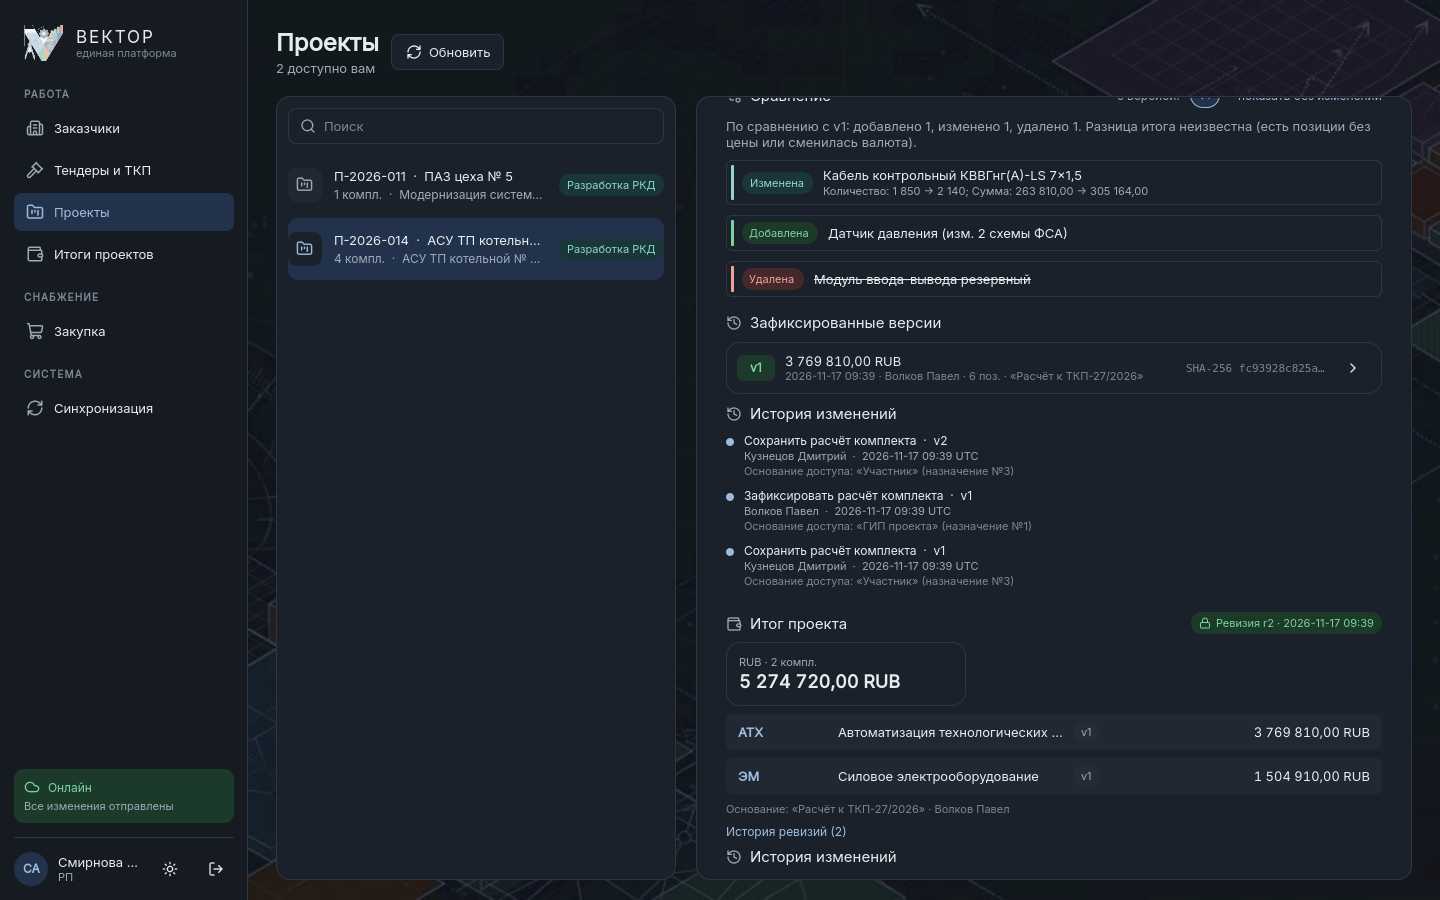 ВЕКТОР
единая платформа
РАБОТА
Заказчики
Тендеры и ТКП
Проекты
Итоги проектов
СНАБЖЕНИЕ
Закупка
СИСТЕМА
Синхронизация
Онлайн
Все изменения отправлены
СА
Смирнова ...
РП
Проекты
2 доступно вам
Обновить
Поиск
П-2026-011 · ПАЗ цеха № 5
1 компл. · Модернизация систем...
Разработка РКД
П-2026-014 · АСУ ТП котельн...
4 компл. · АСУ ТП котельной № ...
Разработка РКД
Сравнение
с версией: показать без изменений
По сравнению с v1: добавлено 1, изменено 1, удалено 1. Разница итога неизвестна (есть позиции без
цены или сменилась валюта).
Изменена
Кабель контрольный КВВГнг(А)-LS 7×1,5
Количество: 1 850 → 2 140; Сумма: 263 810,00 → 305 164,00
Добавлена Датчик давления (изм. 2 схемы ФСА)
Удалена Модуль ввода-вывода резервный
Зафиксированные версии
v1
3 769 810,00 RUB
2026-11-17 09:39 · Волков Павел · 6 поз. · «Расчёт к ТКП-27/2026»
SHA-256 fc93928c825a…
История изменений
Сохранить расчёт комплекта · v2
Кузнецов Дмитрий · 2026-11-17 09:39 UTC
Основание доступа: «Участник» (назначение №3)
Зафиксировать расчёт комплекта · v1
Волков Павел · 2026-11-17 09:39 UTC
Основание доступа: «ГИП проекта» (назначение №1)
Сохранить расчёт комплекта · v1
Кузнецов Дмитрий · 2026-11-17 09:39 UTC
Основание доступа: «Участник» (назначение №3)
Итог проекта
Ревизия r2 · 2026-11-17 09:39
RUB · 2 компл.
5 274 720,00 RUB
АТХ Автоматизация технологических ... v1 3 769 810,00 RUB
ЭМ Силовое электрооборудование v1 1 504 910,00 RUB
Основание: «Расчёт к ТКП-27/2026» · Волков Павел
История ревизий (2)
История изменений